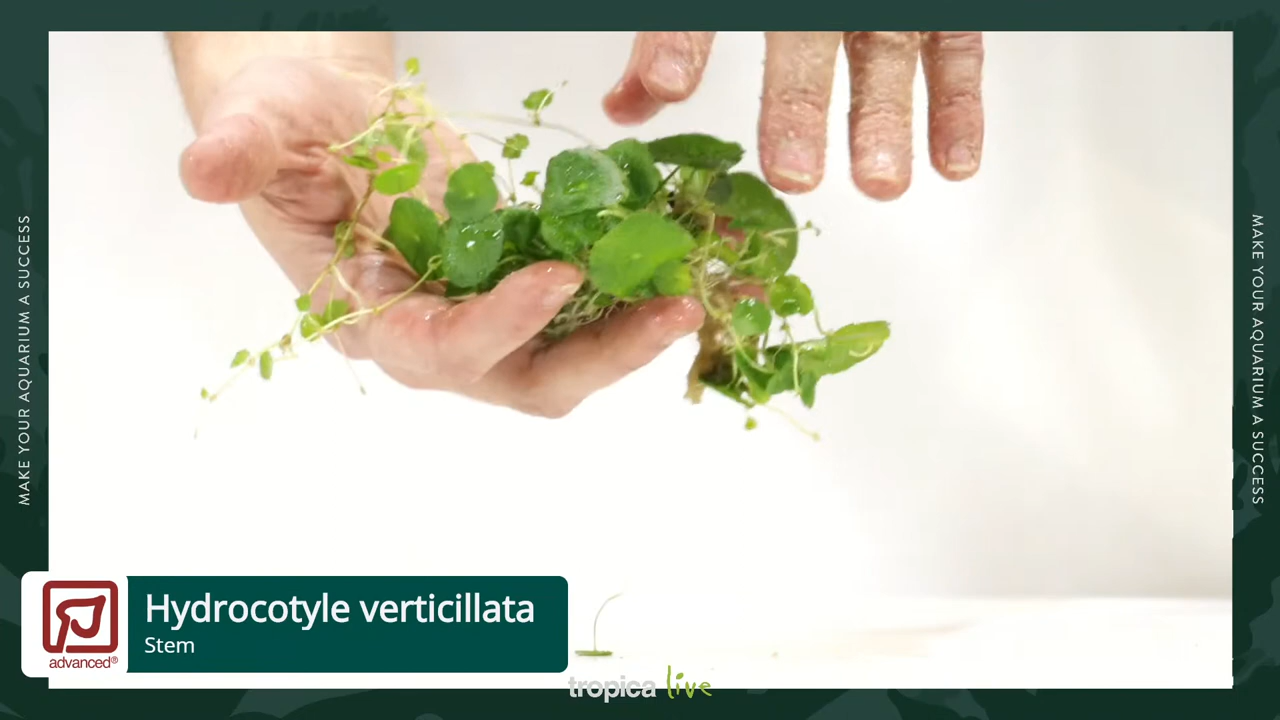 MAKE YOUR AQUARIUM A SUCCESS
MAKE YOUR AQUARIUM A SUCCESS
Hydrocotyle verticillata
Stem
advanced®
tropica live